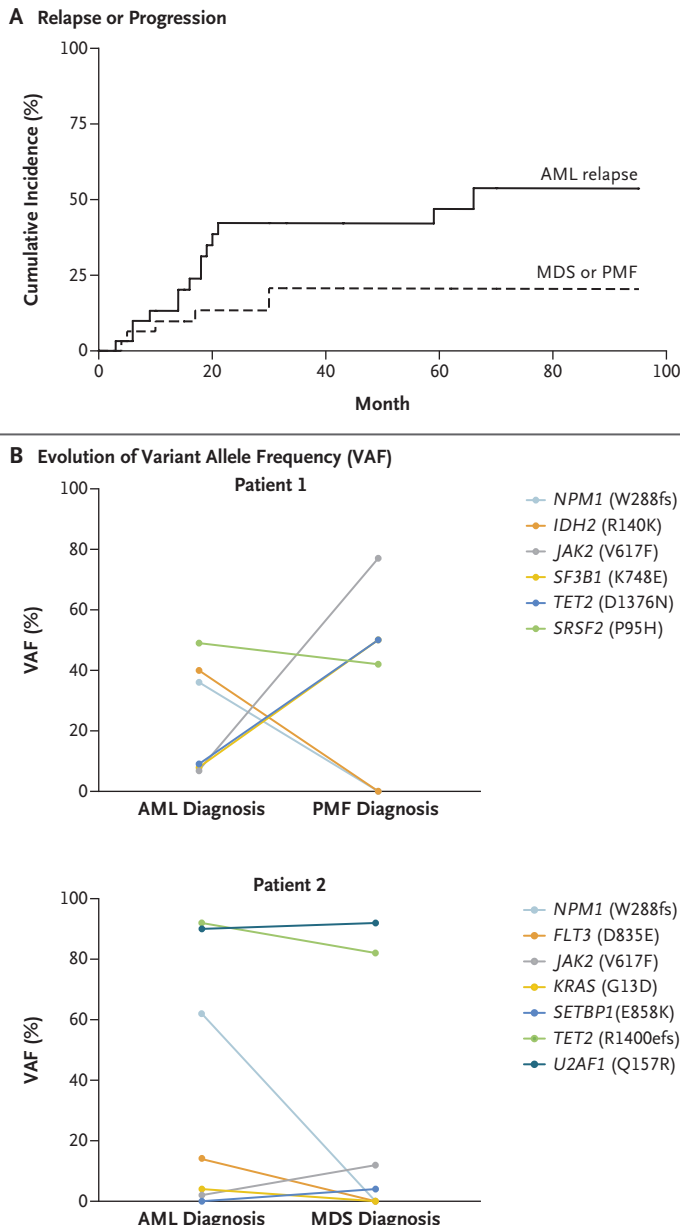 A Relapse or Progression
100
75
50
25
0
Cumulative Incidence (%)
AML relapse
MDS or PMF
0 20 40 60 80 100
Month
B Evolution of Variant Allele Frequency (VAF)
Patient 1
100
80
60
40
20
0
VAF (%)
AML Diagnosis PMF Diagnosis
NPM1 (W288fs)
IDH2 (R140K)
JAK2 (V617F)
SF3B1 (K748E)
TET2 (D1376N)
SRSF2 (P95H)
Patient 2
100
80
60
40
20
0
VAF (%)
AML Diagnosis MDS Diagnosis
NPM1 (W288fs)
FLT3 (D835E)
JAK2 (V617F)
KRAS (G13D)
SETBP1(E858K)
TET2 (R1400efs)
U2AF1 (Q157R)